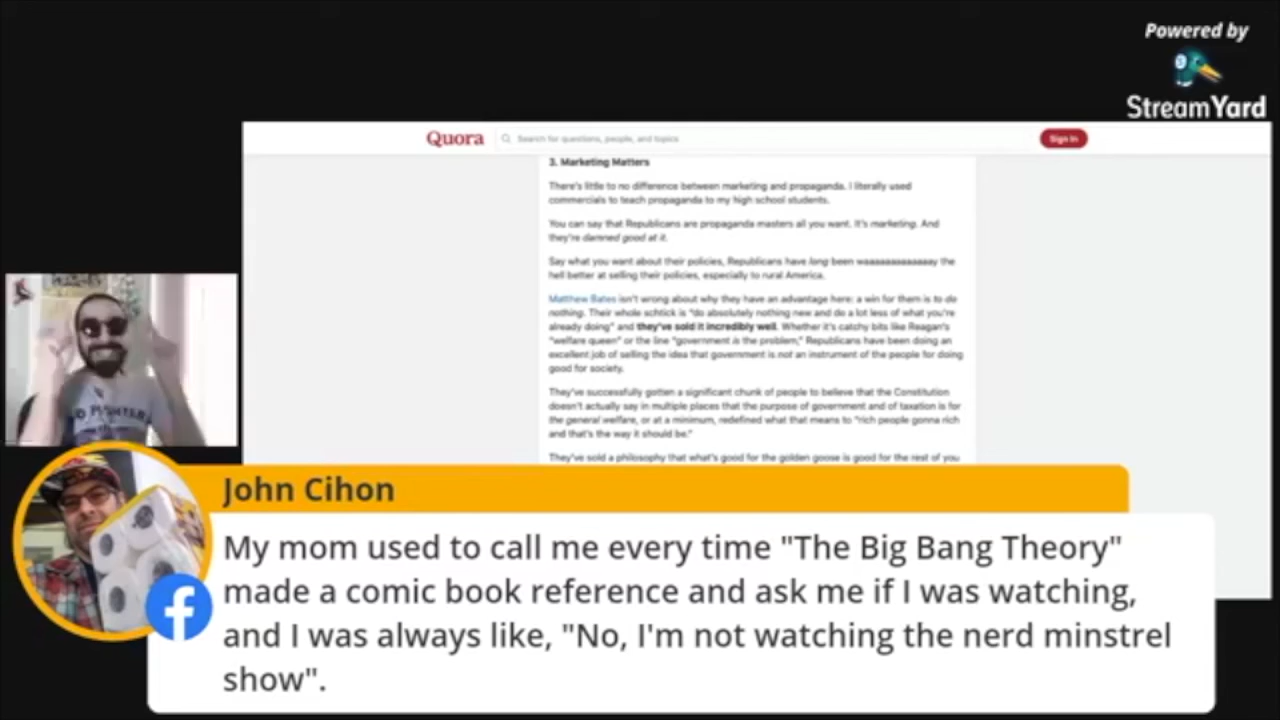 Powered by
StreamYard
Quora
Search for questions, people, and topics
Sign In
3. Marketing Matters
There's little to no difference between marketing and propaganda. I literally used
commercials to teach propaganda to my high school students.
You can say that Republicans are propaganda masters all you want. It's marketing. And
they're damned good at it.
Say what you want about their policies, Republicans have long been waaaaaaaaaaaaay the
hell better at selling their policies, especially to rural America.
Matthew Bates isn't wrong about why they have an advantage here: a win for them is to do
nothing. Their whole schtick is "do absolutely nothing new and do a lot less of what you're
already doing" and they've sold it incredibly well. Whether it's catchy bits like Reagan's
"welfare queen" or the line "government is the problem," Republicans have been doing an
excellent job of selling the idea that government is not an instrument of the people for doing
good for society.
They've successfully gotten a significant chunk of people to believe that the Constitution
doesn't actually say in multiple places that the purpose of government and of taxation is for
the general welfare, or at a minimum, redefined what that means to "rich people gonna rich
and that's the way it should be."
They've sold a philosophy that what's good for the golden goose is good for the rest of you
John Cihon
My mom used to call me every time "The Big Bang Theory"
made a comic book reference and ask me if I was watching,
and I was always like, "No, I'm not watching the nerd minstrel
show".